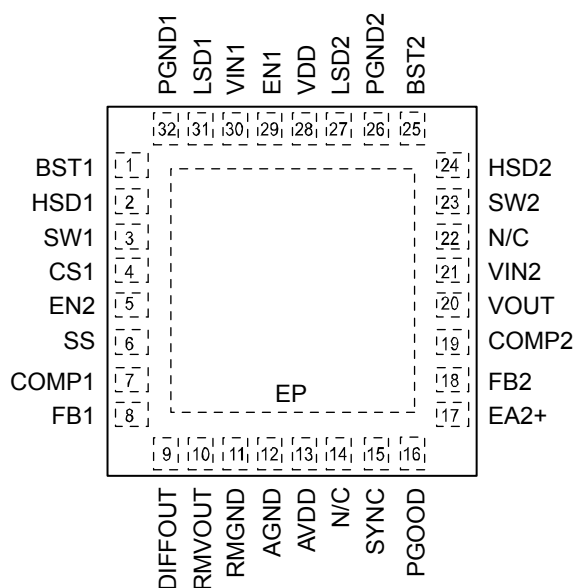 PGND1
LSD1
VIN1
EN1
VDD
LSD2
PGND2
BST2
32
31
30
29
28
27
26
25
BST1
1
HSD1
2
SW1
3
CS1
4
EN2
5
SS
6
COMP1
7
FB1
8
24
HSD2
23
SW2
22
N/C
21
VIN2
20
VOUT
19
COMP2
18
FB2
17
EA2+
EP
9
10
11
12
13
14
15
16
DIFFOUT
RMVOUT
RMGND
AGND
AVDD
N/C
SYNC
PGOOD